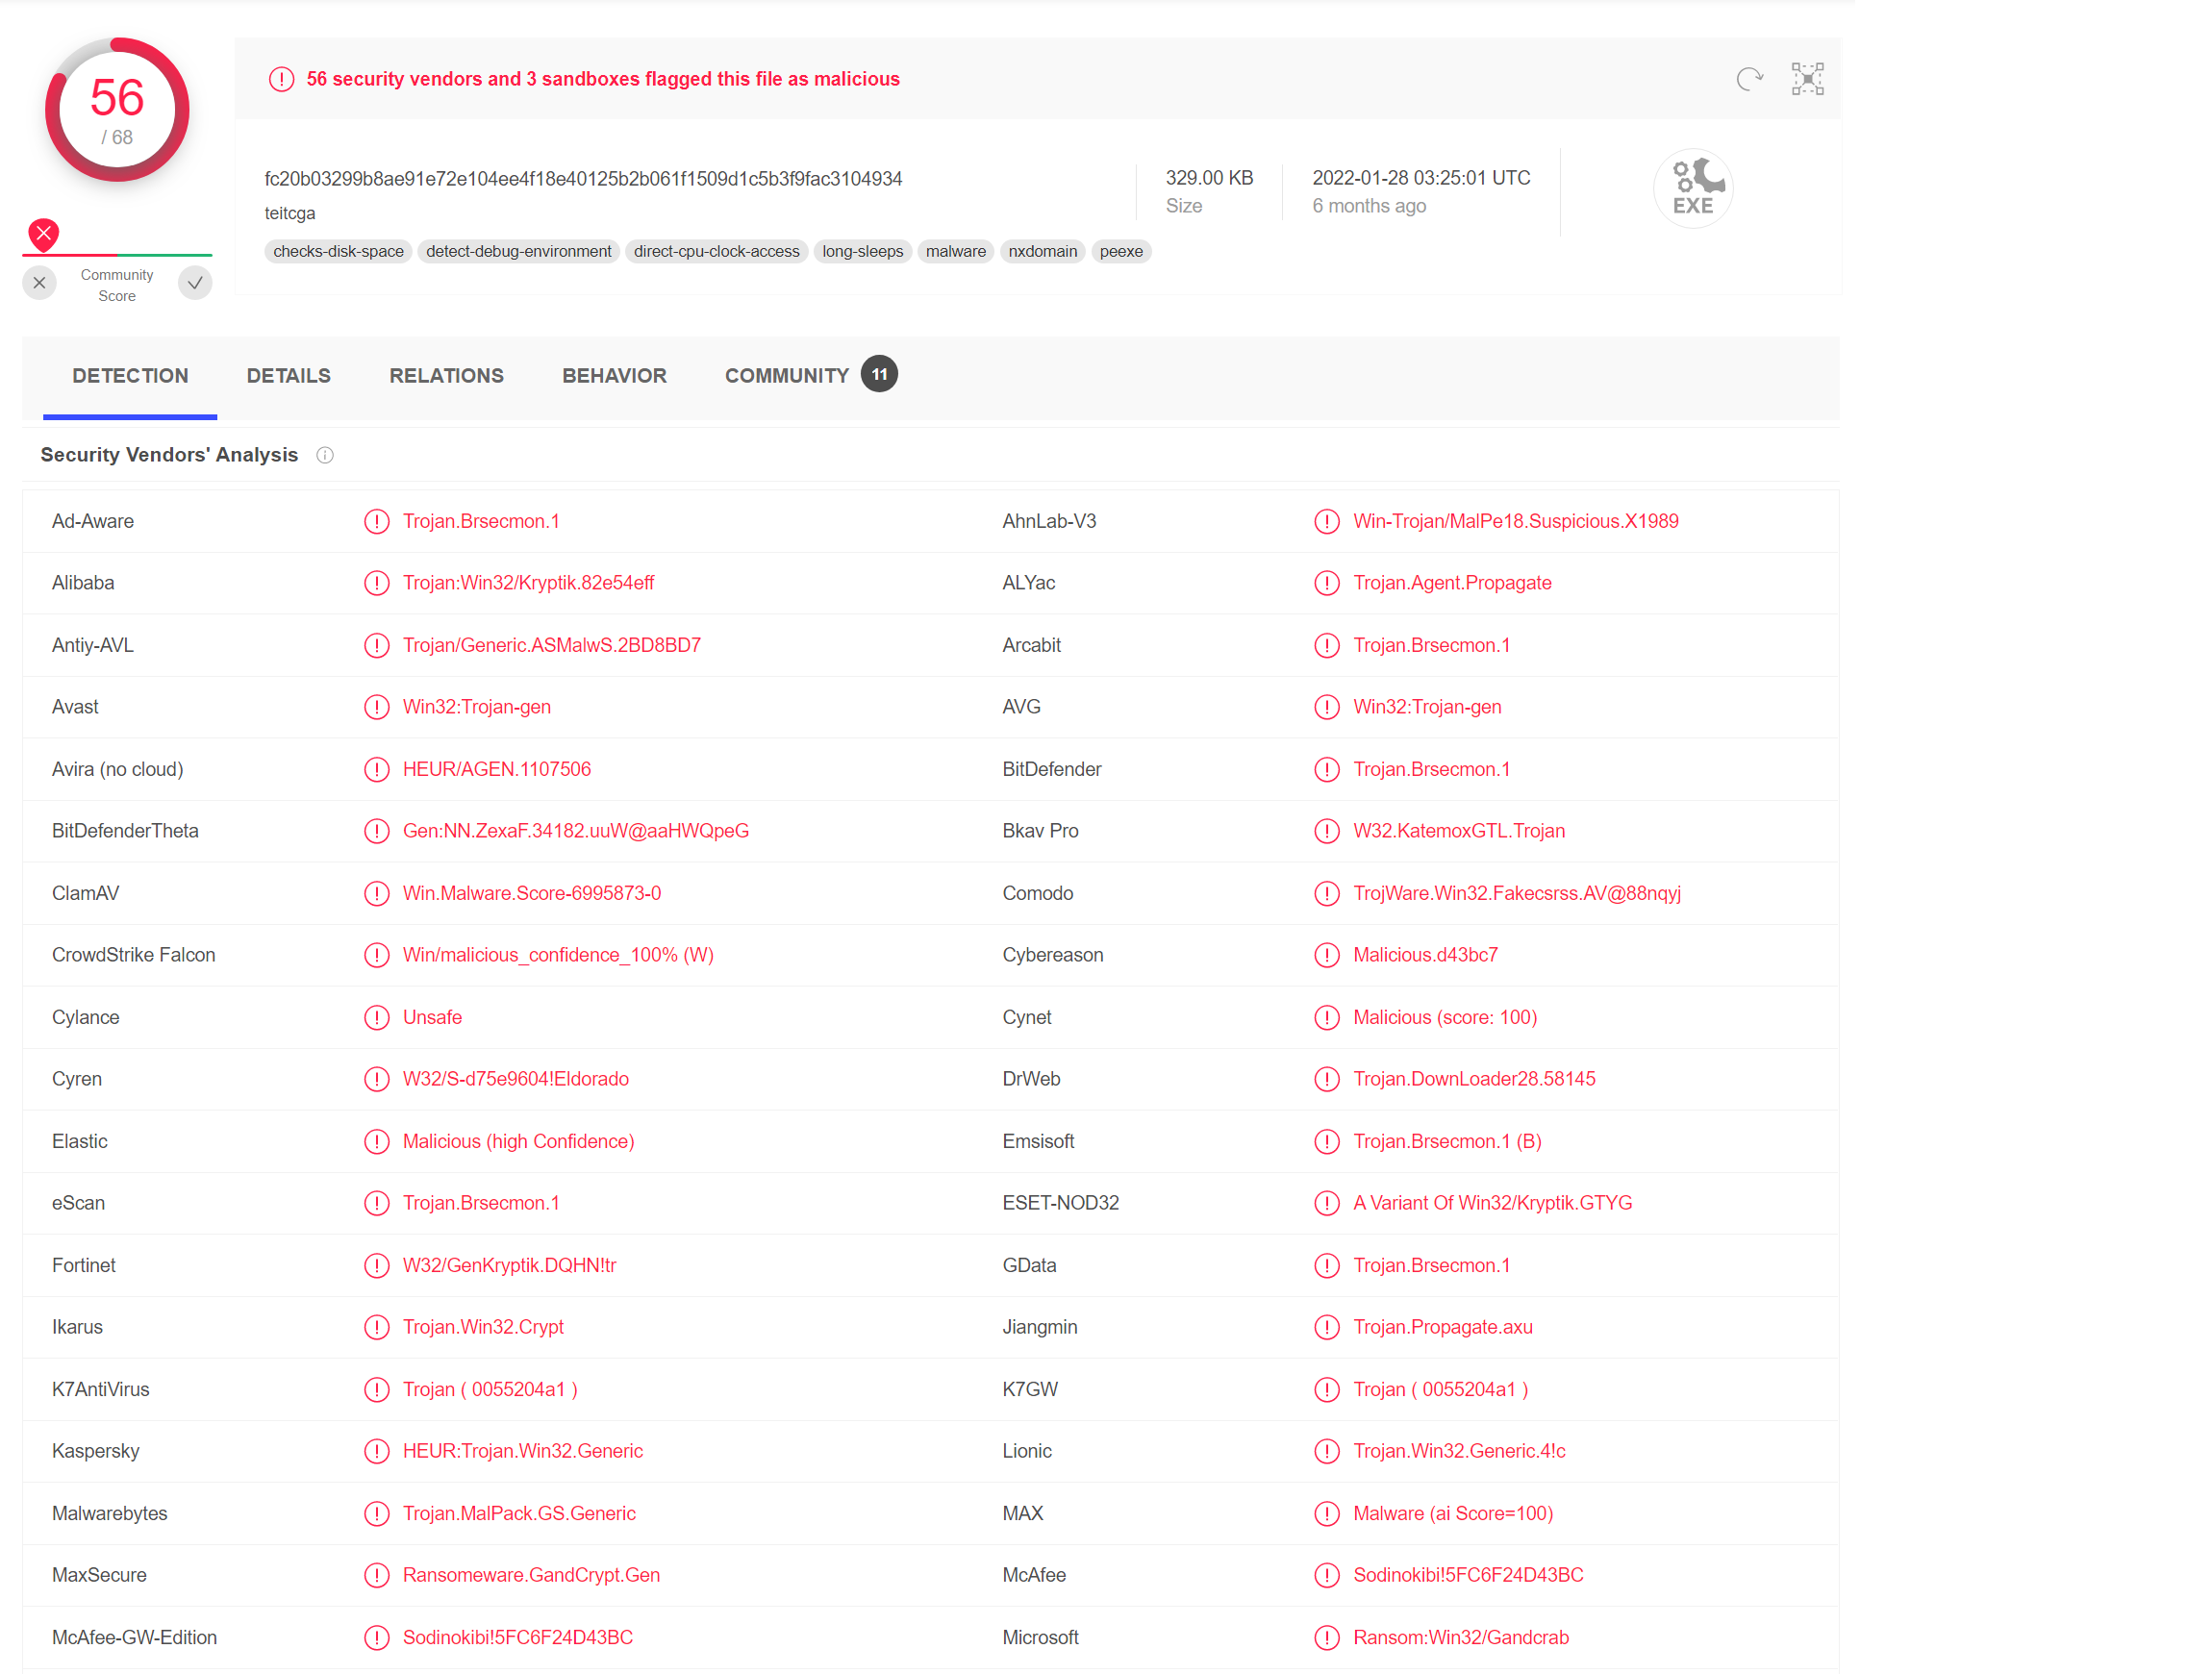 56
/ 68
Community
Score
56 security vendors and 3 sandboxes flagged this file as malicious
fc20b03299b8ae91e72e104ee4f18e40125b2b061f1509d1c5b3f9fac3104934
teitcga
checks-disk-space detect-debug-environment direct-cpu-clock-access long-sleeps malware nxdomain peexe
329.00 KB
Size
2022-01-28 03:25:01 UTC
6 months ago
EXE
DETECTION DETAILS RELATIONS BEHAVIOR COMMUNITY 11
Security Vendors' Analysis
Ad-Aware Trojan.Brsecmon.1 AhnLab-V3 Win-Trojan/MalPe18.Suspicious.X1989
Alibaba Trojan:Win32/Kryptik.82e54eff ALYac Trojan.Agent.Propagate
Antiy-AVL Trojan/Generic.ASMalwS.2BD8BD7 Arcabit Trojan.Brsecmon.1
Avast Win32:Trojan-gen AVG Win32:Trojan-gen
Avira (no cloud) HEUR/AGEN.1107506 BitDefender Trojan.Brsecmon.1
BitDefenderTheta Gen:NN.ZexaF.34182.uuW@aaHWQpeG Bkav Pro W32.KatemoxGTL.Trojan
ClamAV Win.Malware.Score-6995873-0 Comodo TrojWare.Win32.Fakecsrss.AV@88nqyj
CrowdStrike Falcon Win/malicious_confidence_100% (W) Cybereason Malicious.d43bc7
Cylance Unsafe Cynet Malicious (score: 100)
Cyren W32/S-d75e9604!Eldorado DrWeb Trojan.DownLoader28.58145
Elastic Malicious (high Confidence) Emsisoft Trojan.Brsecmon.1 (B)
eScan Trojan.Brsecmon.1 ESET-NOD32 A Variant Of Win32/Kryptik.GTYG
Fortinet W32/GenKryptik.DQHN!tr GData Trojan.Brsecmon.1
Ikarus Trojan.Win32.Crypt Jiangmin Trojan.Propagate.axu
K7AntiVirus Trojan ( 0055204a1 ) K7GW Trojan ( 0055204a1 )
Kaspersky HEUR:Trojan.Win32.Generic Lionic Trojan.Win32.Generic.4!c
Malwarebytes Trojan.MalPack.GS.Generic MAX Malware (ai Score=100)
MaxSecure Ransomeware.GandCrypt.Gen McAfee Sodinokibi!5FC6F24D43BC
McAfee-GW-Edition Sodinokibi!5FC6F24D43BC Microsoft Ransom:Win32/Gandcrab